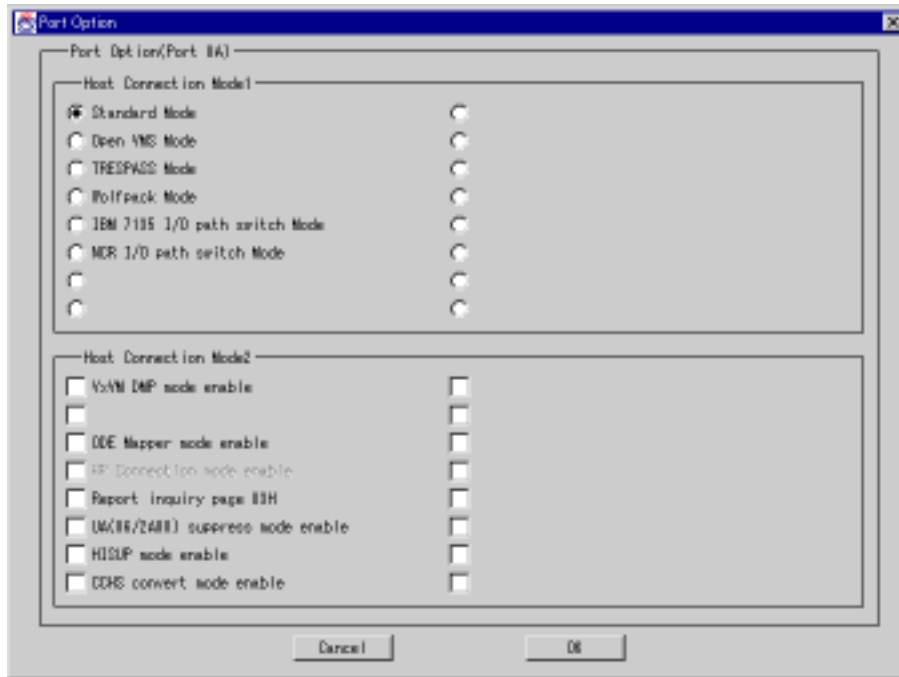 Port Option
Port Option(Port 0A)
Host Connection Mode1
Standard Mode
Open VMS Mode
TRESPASS Mode
Wolfpack Mode
I/O path switch Mode
NCR I/O path switch Mode
Host Connection Mode2
VxVM DMP mode enable
ODE Mapper mode enable
HP Connection mode enable
Report inquiry page 83H
UA(06/2A00) suppress mode enable
HISUP mode enable
CCHS convert mode enable
Cancel
OK